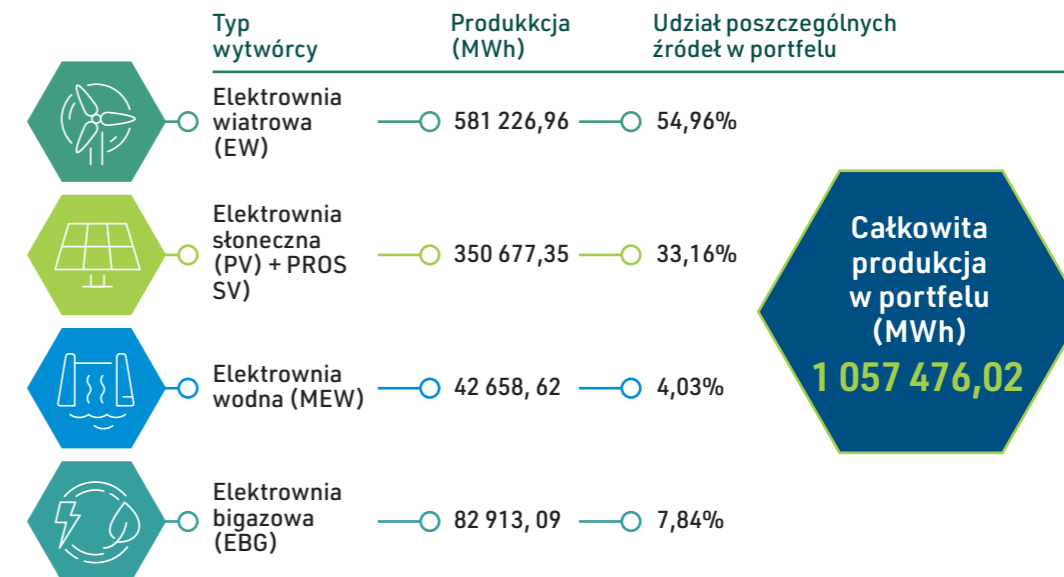 Typ
wytwórcy
Produkkcja
(MWh)
Udział poszczególnych
źródeł w portfelu
Elektrownia
wiatrowa
(EW)
581 226,96
54,96%
Elektrownia
słoneczna
(PV) + PROS
SV)
350 677,35
33,16%
Elektrownia
wodna (MEW)
42 658, 62
4,03%
Elektrownia
bigazowa
(EBG)
82 913, 09
7,84%
Całkowita
produkcja
w portfelu
(MWh)
1 057 476,02